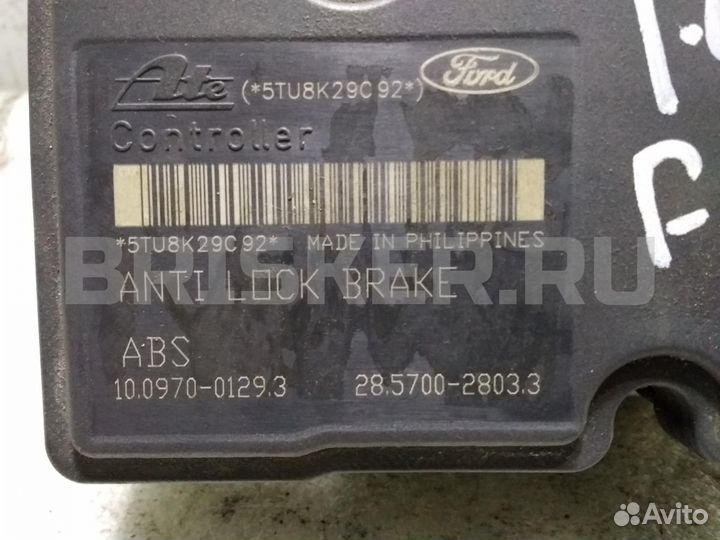 Ate (*5TU8K29C92*) Ford
Controller
*5TU8K29C92* MADE IN PHILIPPINES
BRISKER.RU
ANTI LOCK BRAKE
ABS
10.0970-0129.3 28.5700-2803.3
Avito